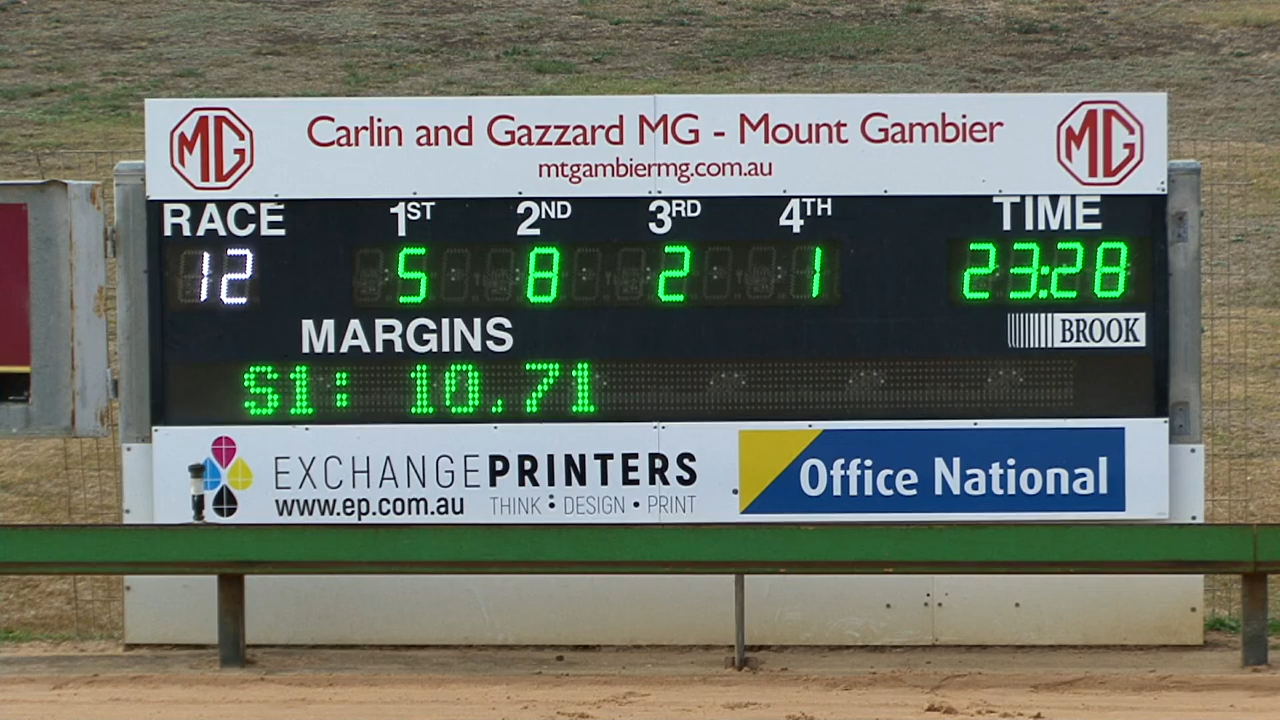 MG Carlin and Gazzard MG - Mount Gambier MG
mtgambiermg.com.au
RACE 1ST 2ND 3RD 4TH TIME
12 5 8 2 1 23:28
MARGINS BROOK
S1: 10.71
EXCHANGEPRINTERS Office National
www.ep.com.au THINK : DESIGN • PRINT